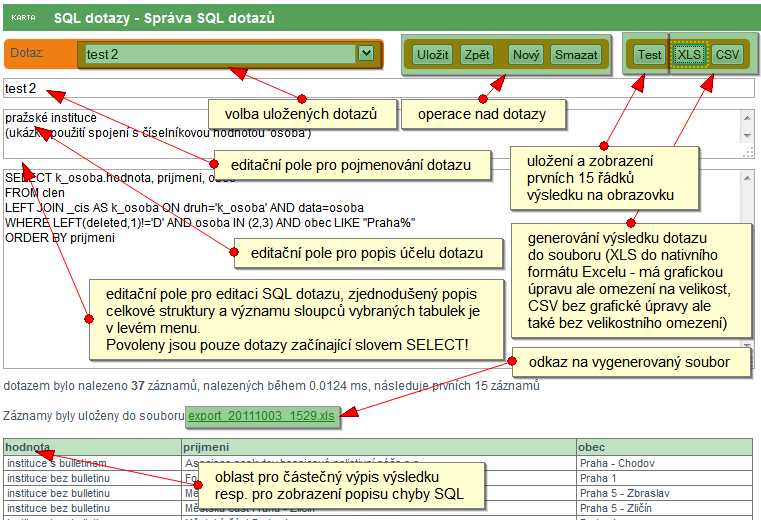 KARTA SQL dotazy - Správa SQL dotazů
Dotaz: test 2 Uložit Zpět Nový Smazat Test XLS CSV
test 2
volba uložených dotazů
operace nad dotazy
pražské instituce
(ukázka použití spojení s číselníkovou hodnotou 'osoba')
editační pole pro pojmenování dotazu
uložení a zobrazení
prvních 15 řádků
výsledku na obrazovku
SELECT k_osoba.hodnota, prijmeni, obec
FROM clen
LEFT JOIN _cis AS k_osoba ON druh='k_osoba' AND data=osoba
WHERE LEFT(deleted,1)!='D' AND osoba IN (2,3) AND obec LIKE "Praha%"
ORDER BY prijmeni
editační pole pro popis účelu dotazu
generování výsledku dotazu
do souboru (XLS do nativního
formátu Excelu - má grafickou
úpravu ale omezení na velikost,
CSV bez grafické úpravy ale
také bez velikostního omezení)
editační pole pro editaci SQL dotazu, zjednodušený popis
celkové struktury a významu sloupců vybraných tabulek je
v levém menu.
Povoleny jsou pouze dotazy začínající slovem SELECT!
odkaz na vygenerovaný soubor
dotazem bylo nalezeno 37 záznamů, nalezených během 0.0124 ms, následuje prvních 15 záznamů
Záznamy byly uloženy do souboru export_20111003_1529.xls
hodnota prijmeni obec
instituce s bulletinem Praha - Chodov
instituce bez bulletinu Praha 1
instituce bez bulletinu Praha 5 - Zbraslav
instituce bez bulletinu Městská část Praha - Zličín Praha 5 - Zličín
oblast pro částečný výpis výsledku
resp. pro zobrazení popisu chyby SQL